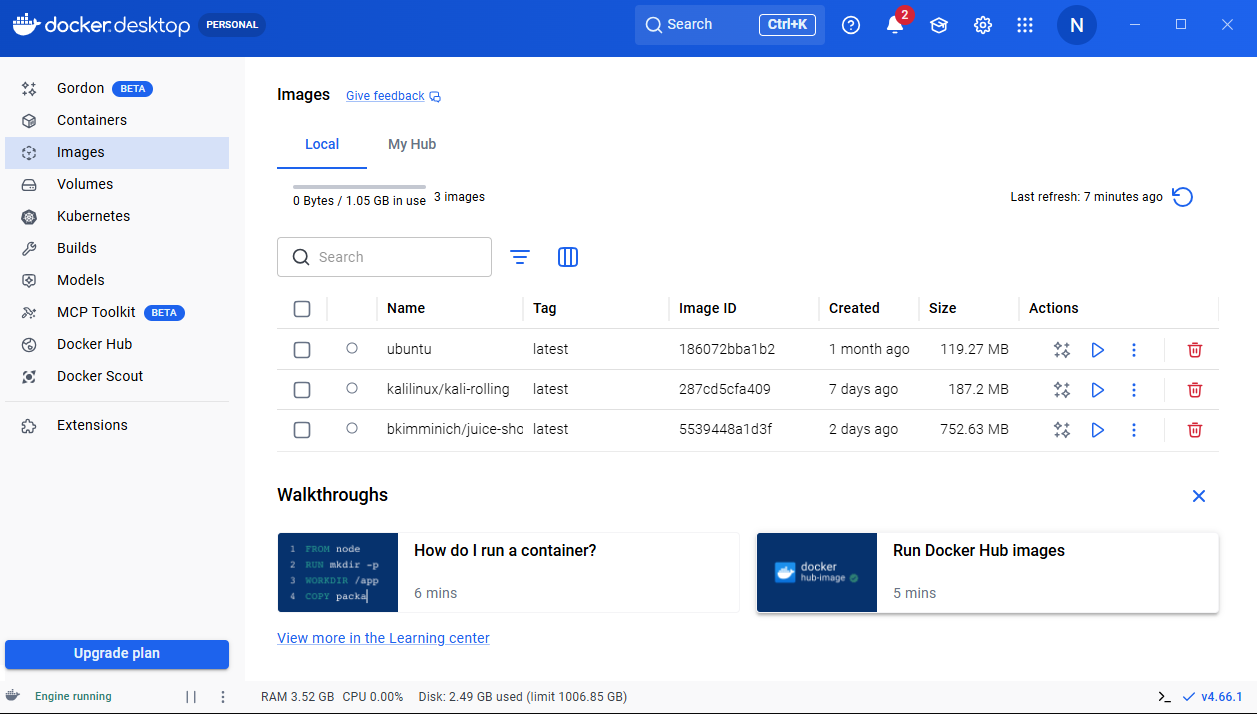 docker.desktop PERSONAL Search Ctrl+K 2 N
Gordon BETA
Containers
Images
Volumes
Kubernetes
Builds
Models
MCP Toolkit BETA
Docker Hub
Docker Scout
Extensions
Upgrade plan
Images Give feedback
Local My Hub
0 Bytes / 1.05 GB in use 3 images Last refresh: 7 minutes ago
Search
Name Tag Image ID Created Size Actions
ubuntu latest 186072bba1b2 1 month ago 119.27 MB
kalilinux/kali-rolling latest 287cd5cfa409 7 days ago 187.2 MB
bkimminich/juice-sho latest 5539448a1d3f 2 days ago 752.63 MB
Walkthroughs
1 FROM node
2 RUN mkdir -p
3 WORKDIR /app
4 COPY packa
How do I run a container?
6 mins
docker
hub-image
Run Docker Hub images
5 mins
View more in the Learning center
Engine running RAM 3.52 GB CPU 0.00% Disk: 2.49 GB used (limit 1006.85 GB) v4.66.1